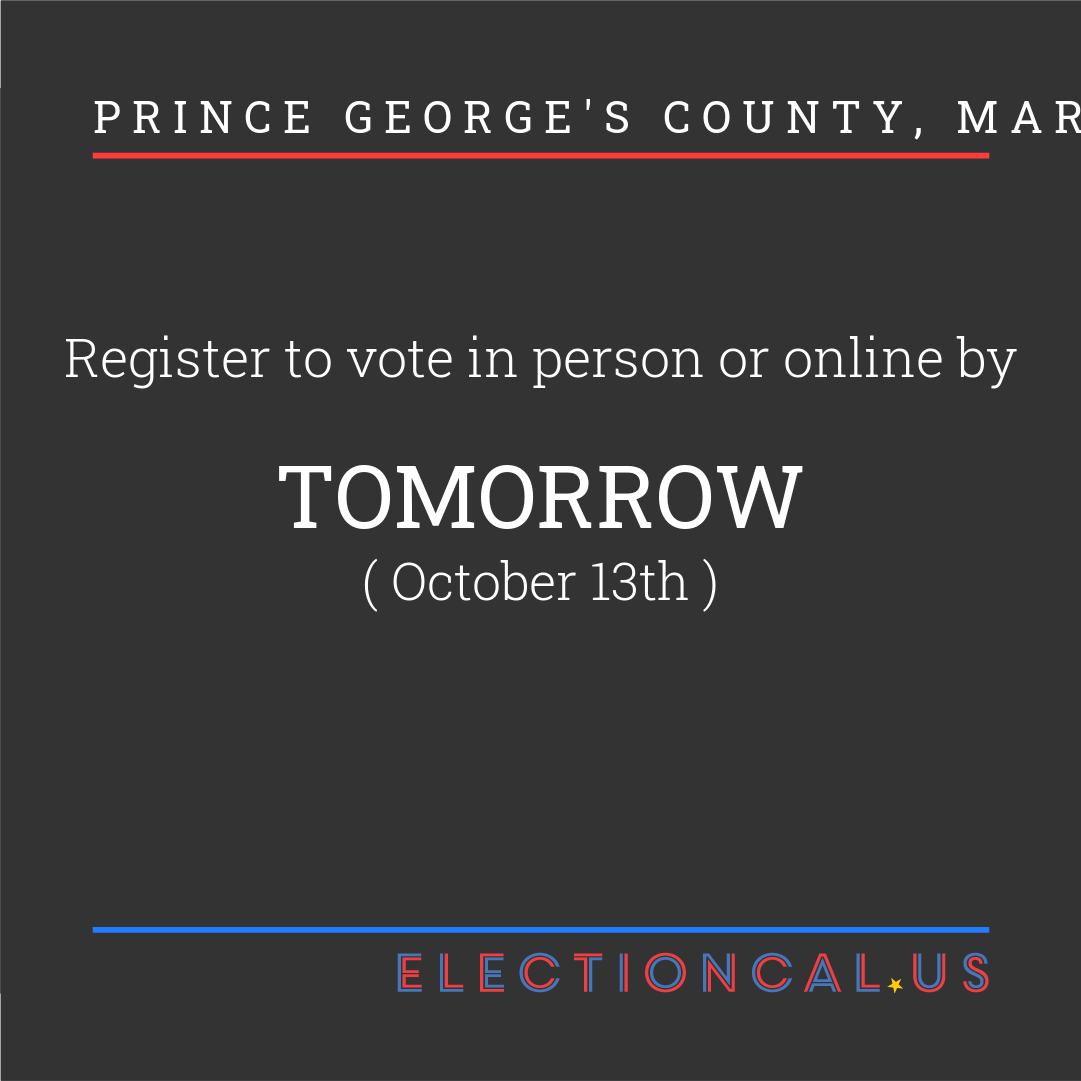 PRINCE GEORGE'S COUNTY, MAR
Register to vote in person or online by
TOMORROW
( October 13th )
ELECTIONCAL.US